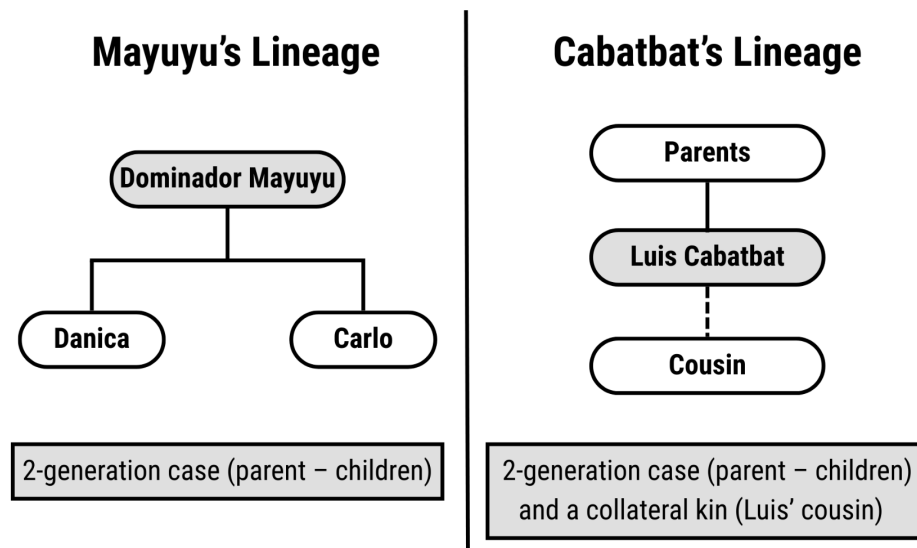 Mayuyu’s Lineage
Dominador Mayuyu
Danica
Carlo
2-generation case (parent – children)
Cabatbat’s Lineage
Parents
Luis Cabatbat
Cousin
2-generation case (parent – children)
and a collateral kin (Luis’ cousin)